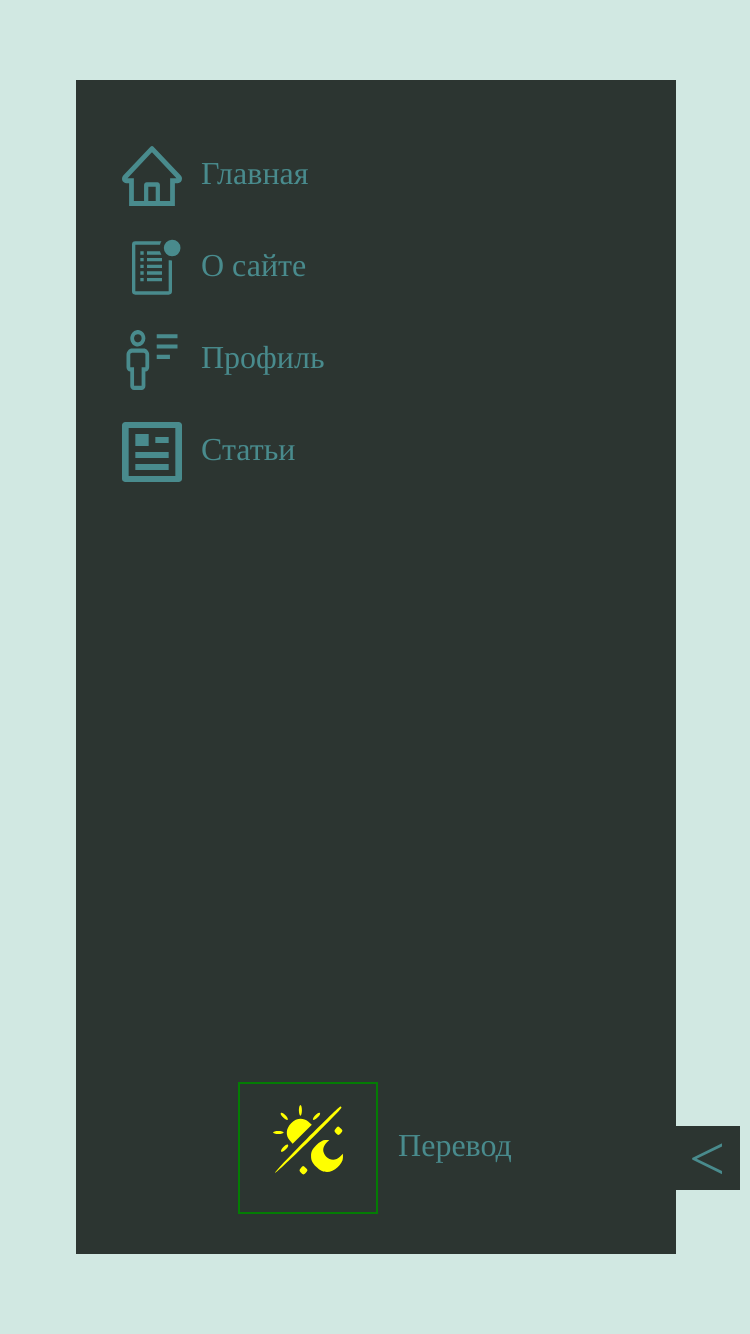 Главная
О сайте
Профиль
Статьи
Перевод
<